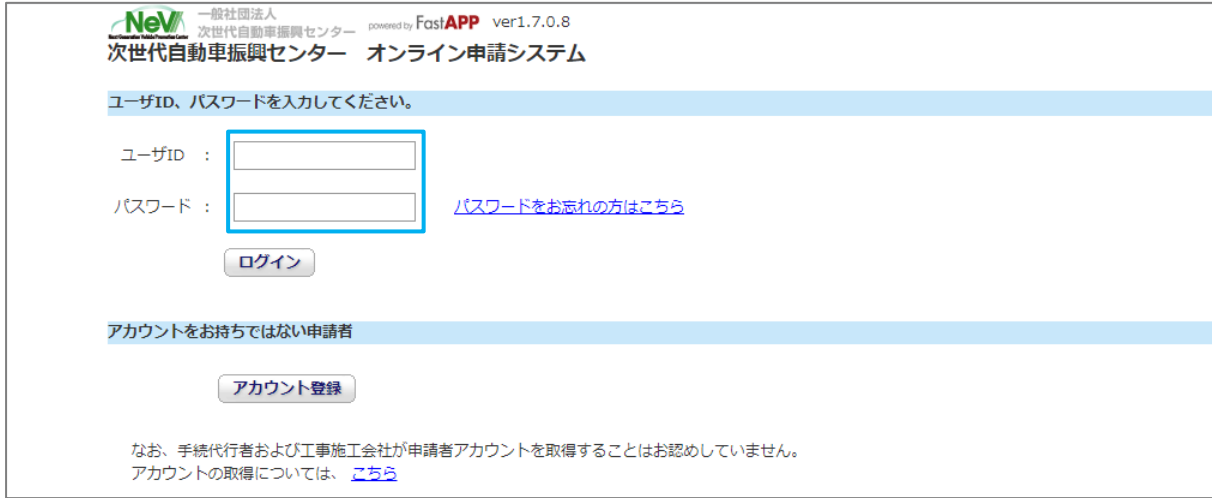 NeV 一般社団法人
Next Generation Vehicle Promotion Center 次世代自動車振興センター powered by FastAPP ver1.7.0.8
次世代自動車振興センター オンライン申請システム
ユーザID、パスワードを入力してください。
ユーザID ：
パスワード ： パスワードをお忘れの方はこちら
ログイン
アカウントをお持ちではない申請者
アカウント登録
なお、手続代行者および工事施工会社が申請者アカウントを取得することはお認めしていません。
アカウントの取得については、 こちら